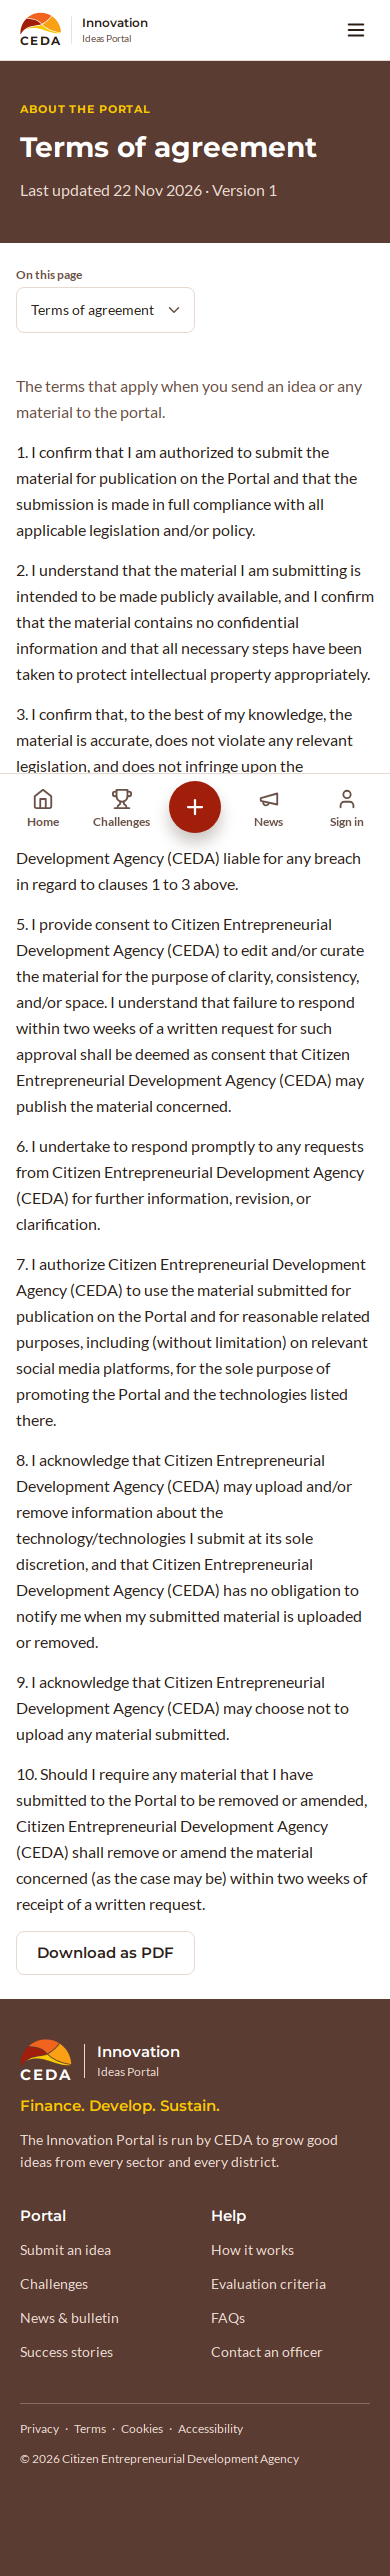 CEDA
Innovation
Ideas Portal
ABOUT THE PORTAL
Terms of agreement
Last updated 22 Nov 2026 · Version 1
On this page
Terms of agreement
The terms that apply when you send an idea or any
material to the portal.
1. I confirm that I am authorized to submit the
material for publication on the Portal and that the
submission is made in full compliance with all
applicable legislation and/or policy.
2. I understand that the material I am submitting is
intended to be made publicly available, and I confirm
that the material contains no confidential
information and that all necessary steps have been
taken to protect intellectual property appropriately.
3. I confirm that, to the best of my knowledge, the
material is accurate, does not violate any relevant
legislation, and does not infringe upon the
Home
Challenges
News
Sign in
Development Agency (CEDA) liable for any breach
in regard to clauses 1 to 3 above.
5. I provide consent to Citizen Entrepreneurial
Development Agency (CEDA) to edit and/or curate
the material for the purpose of clarity, consistency,
and/or space. I understand that failure to respond
within two weeks of a written request for such
approval shall be deemed as consent that Citizen
Entrepreneurial Development Agency (CEDA) may
publish the material concerned.
6. I undertake to respond promptly to any requests
from Citizen Entrepreneurial Development Agency
(CEDA) for further information, revision, or
clarification.
7. I authorize Citizen Entrepreneurial Development
Agency (CEDA) to use the material submitted for
publication on the Portal and for reasonable related
purposes, including (without limitation) on relevant
social media platforms, for the sole purpose of
promoting the Portal and the technologies listed
there.
8. I acknowledge that Citizen Entrepreneurial
Development Agency (CEDA) may upload and/or
remove information about the
technology/technologies I submit at its sole
discretion, and that Citizen Entrepreneurial
Development Agency (CEDA) has no obligation to
notify me when my submitted material is uploaded
or removed.
9. I acknowledge that Citizen Entrepreneurial
Development Agency (CEDA) may choose not to
upload any material submitted.
10. Should I require any material that I have
submitted to the Portal to be removed or amended,
Citizen Entrepreneurial Development Agency
(CEDA) shall remove or amend the material
concerned (as the case may be) within two weeks of
receipt of a written request.
Download as PDF
CEDA
Innovation
Ideas Portal
Finance. Develop. Sustain.
The Innovation Portal is run by CEDA to grow good
ideas from every sector and every district.
Portal
Submit an idea
Challenges
News & bulletin
Success stories
Help
How it works
Evaluation criteria
FAQs
Contact an officer
Privacy · Terms · Cookies · Accessibility
© 2026 Citizen Entrepreneurial Development Agency